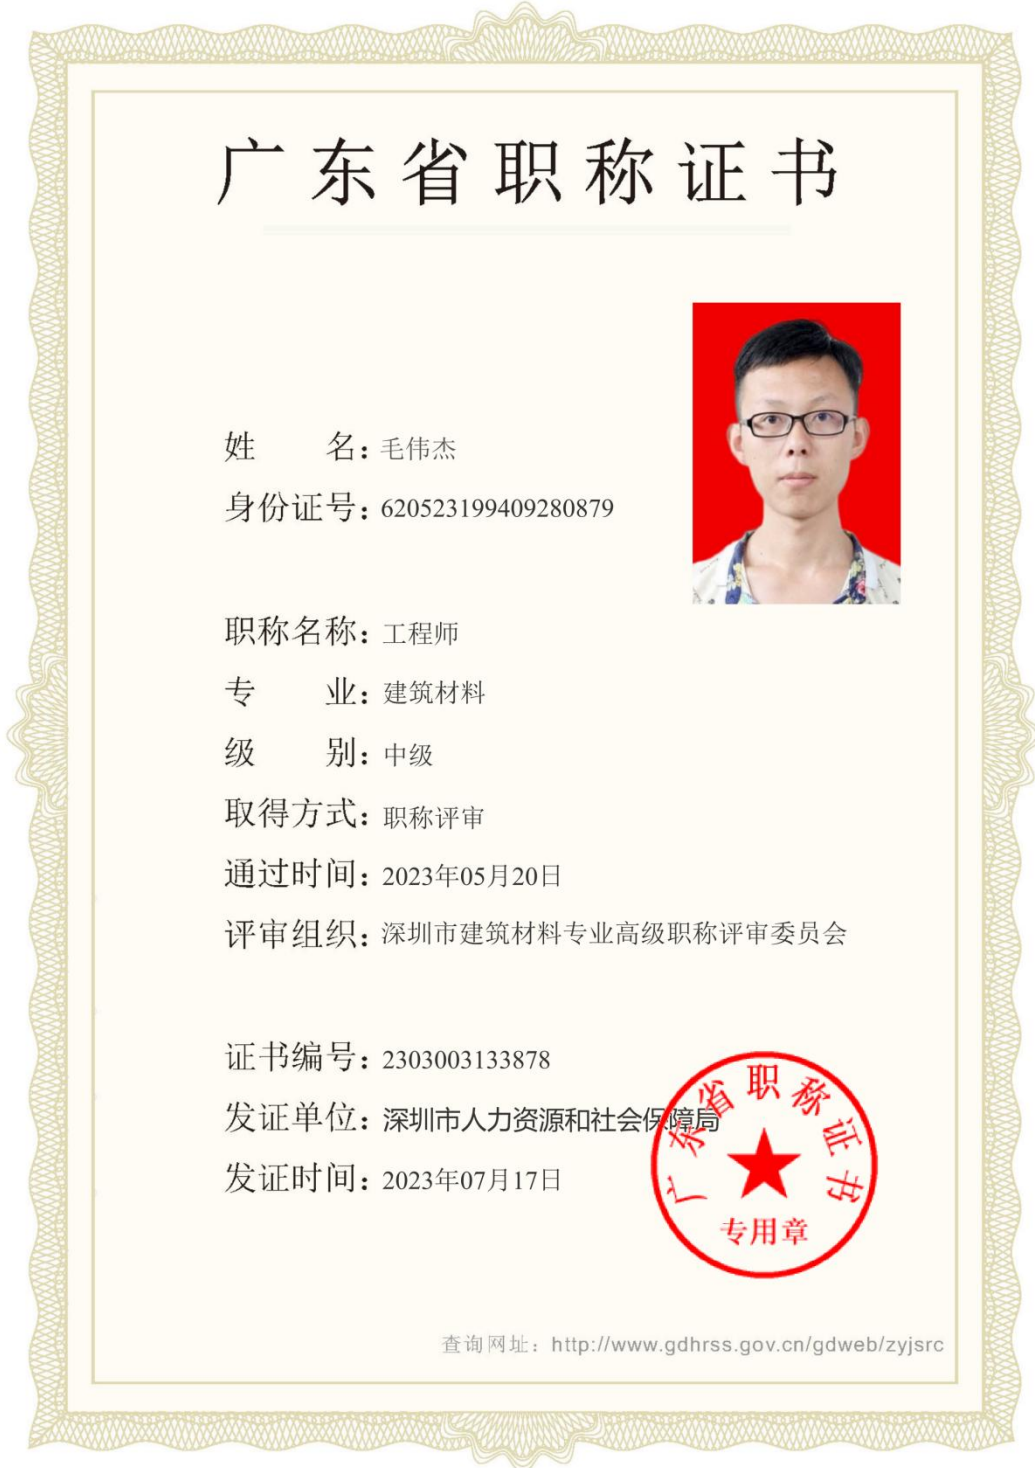 广东省职称证书
姓 名：毛伟杰
身份证号：620523199409280879
职称名称：工程师
专 业：建筑材料
级 别：中级
取得方式：职称评审
通过时间：2023年05月20日
评审组织：深圳市建筑材料专业高级职称评审委员会
证书编号：2303003133878
发证单位：深圳市人力资源和社会保障局
发证时间：2023年07月17日
广东省职称证书
专用章
查询网址：http://www.gdhrss.gov.cn/gdweb/zyjsrc